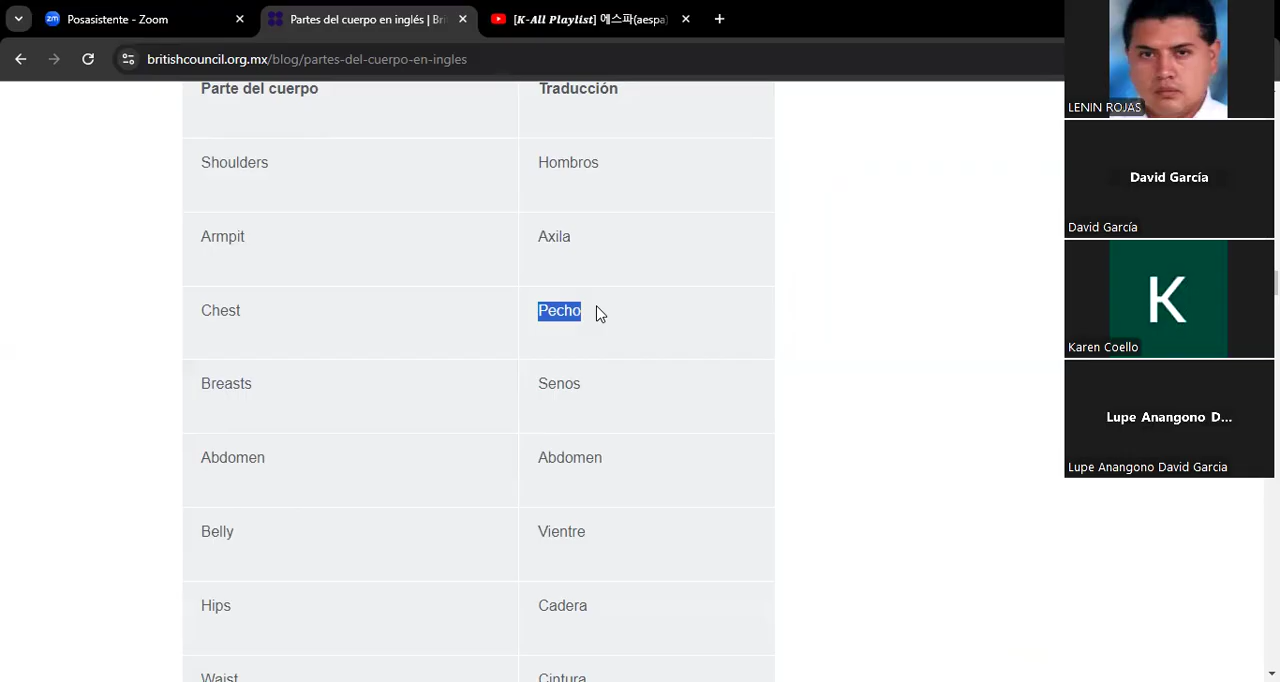 Posasistente - Zoom
Partes del cuerpo en inglés | Bri
[K-All Playlist] 에스파(aespa)
britishcouncil.org.mx/blog/partes-del-cuerpo-en-ingles
Parte del cuerpo Traducción
Shoulders Hombros
Armpit Axila
Chest Pecho
Breasts Senos
Abdomen Abdomen
Belly Vientre
Hips Cadera
Waist Cintura
LENIN ROJAS
David García
David García
K
Karen Coello
Lupe Anangono D...
Lupe Anangono David Garcia